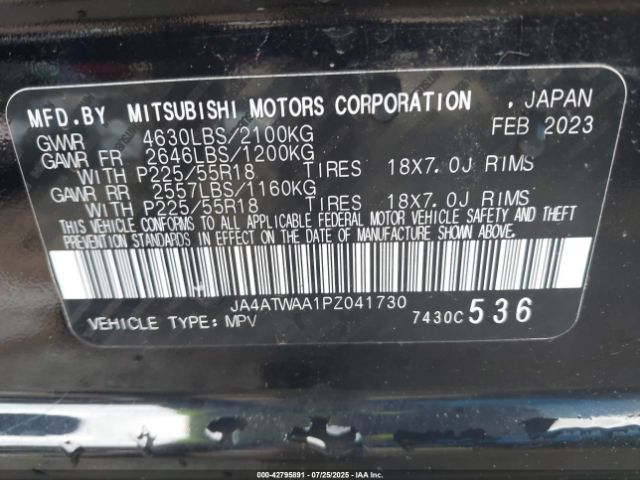 MFD.BY MITSUBISHI MOTORS CORPORATION , JAPAN
GVWR 4630LBS/2100KG FEB 2023
GAWR FR 2646LBS/1200KG
WITH P225/55R18 TIRES 18X7.0J RIMS
GAWR RR 2557LBS/1160KG
WITH P225/55R18 TIRES 18X7.0J RIMS
THIS VEHICLE CONFORMS TO ALL APPLICABLE FEDERAL MOTOR VEHICLE SAFETY AND THEFT
PREVENTION STANDARDS IN EFFECT ON THE DATE OF MANUFACTURE SHOWN ABOVE.
JA4ATWAA1PZ041730
VEHICLE TYPE: MPV 7430C 536
000-42795891 - 07/25/2025 - IAAI.com